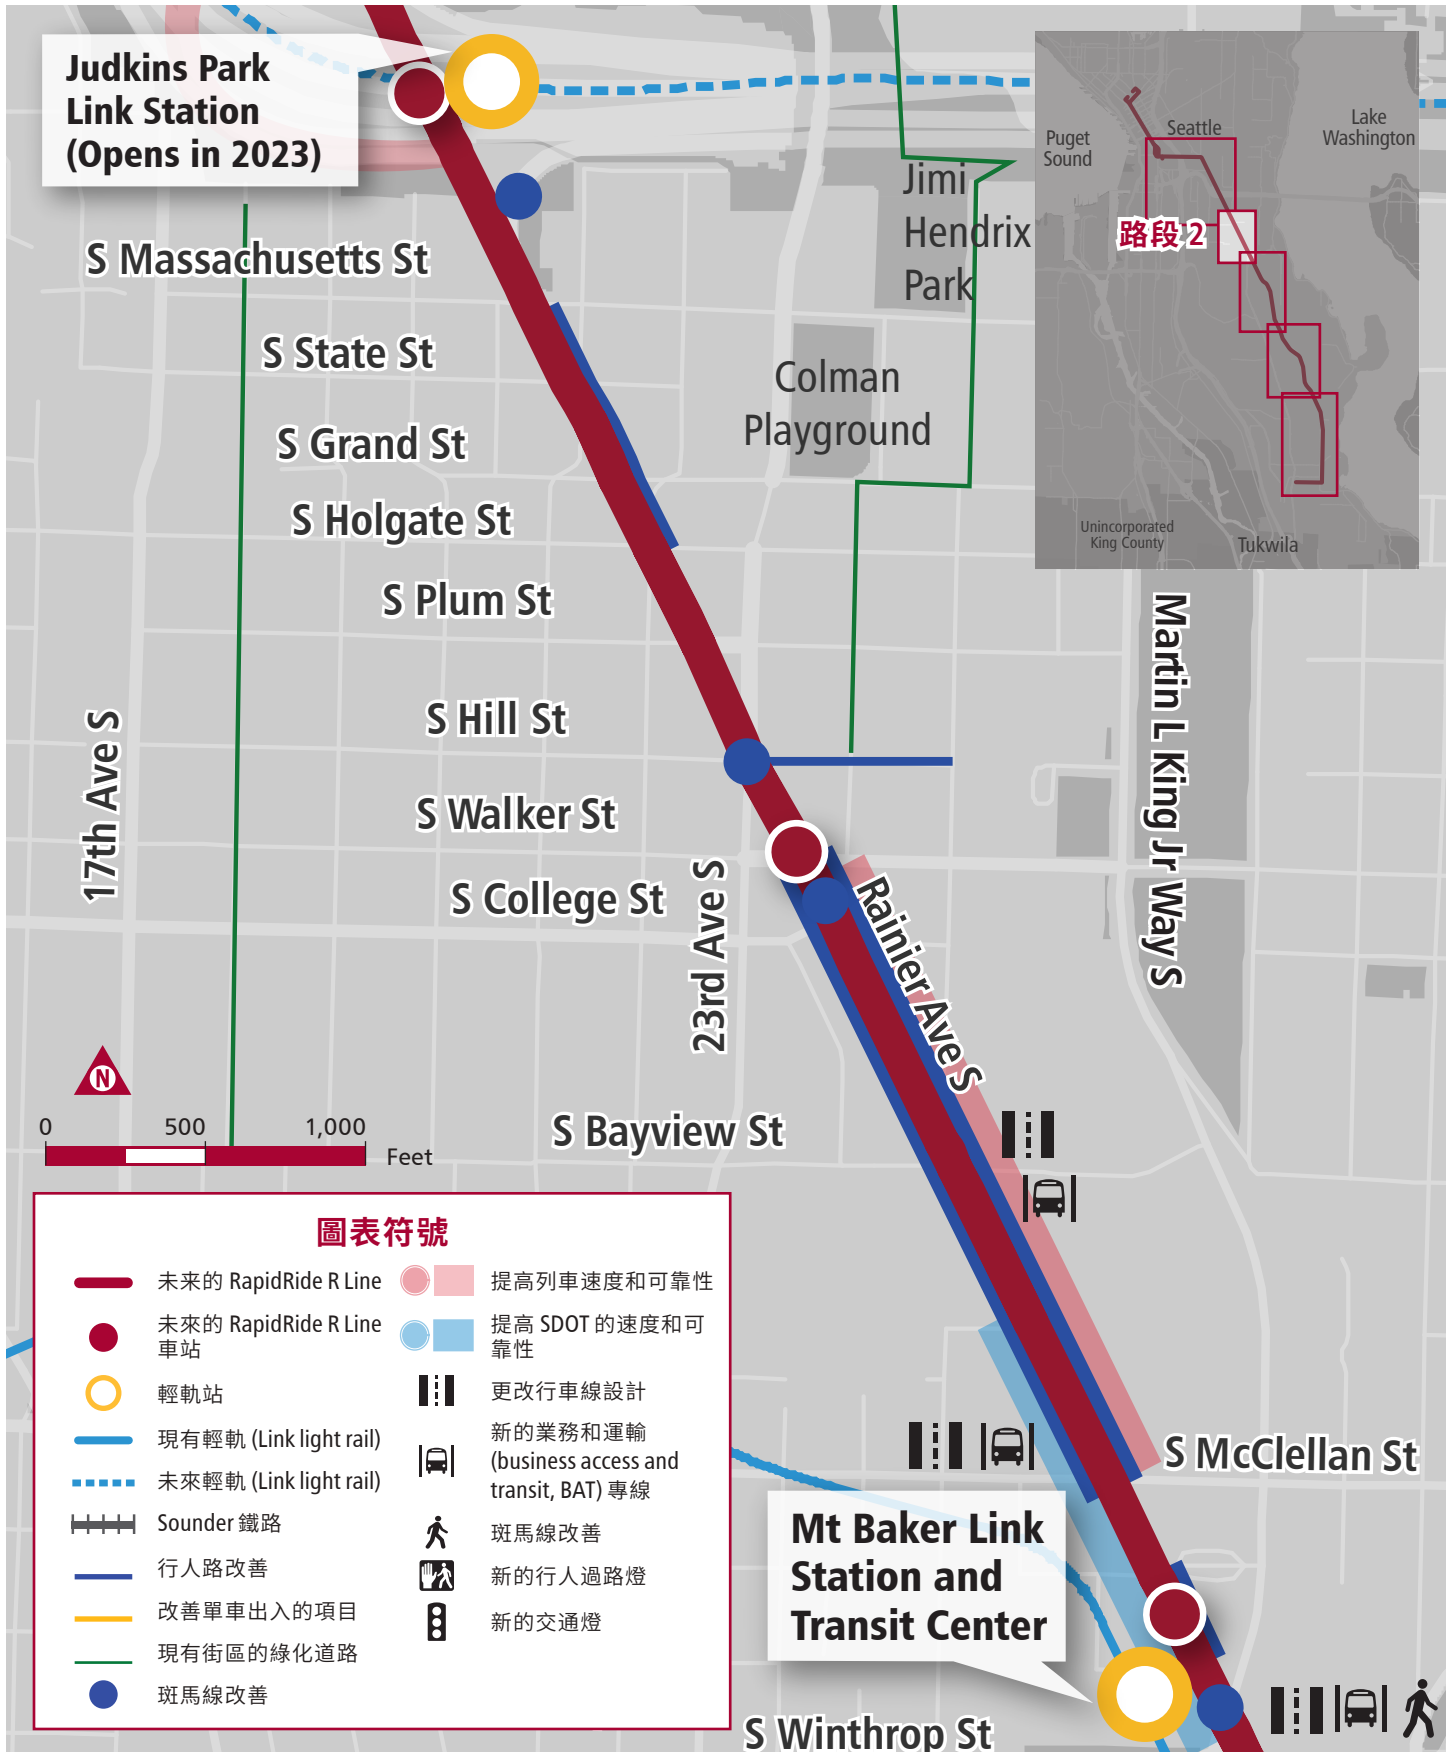 Judkins Park
Link Station
(Opens in 2023)
Puget
Sound
Seattle
Lake
Washington
路段 2
Unincorporated
King County
Tukwila
Jimi
Hendrix
Park
Colman
Playground
S Massachusetts St
S State St
S Grand St
S Holgate St
S Plum St
S Hill St
S Walker St
S College St
17th Ave S
23rd Ave S
Rainier Ave S
Martin L King Jr Way S
S Bayview St
N
0 500 1,000
Feet
圖表符號
未来的 RapidRide R Line
未來的 RapidRide R Line
車站
輕軌站
現有輕軌 (Link light rail)
未來輕軌 (Link light rail)
Sounder 鐵路
行人路改善
改善單車出入的項目
現有街區的綠化道路
斑馬線改善
提高列車速度和可靠性
提高 SDOT 的速度和可
靠性
更改行車線設計
新的業務和運輸
(business access and
transit, BAT) 專線
斑馬線改善
新的行人過路燈
新的交通燈
S McClellan St
Mt Baker Link
Station and
Transit Center
S Winthrop St